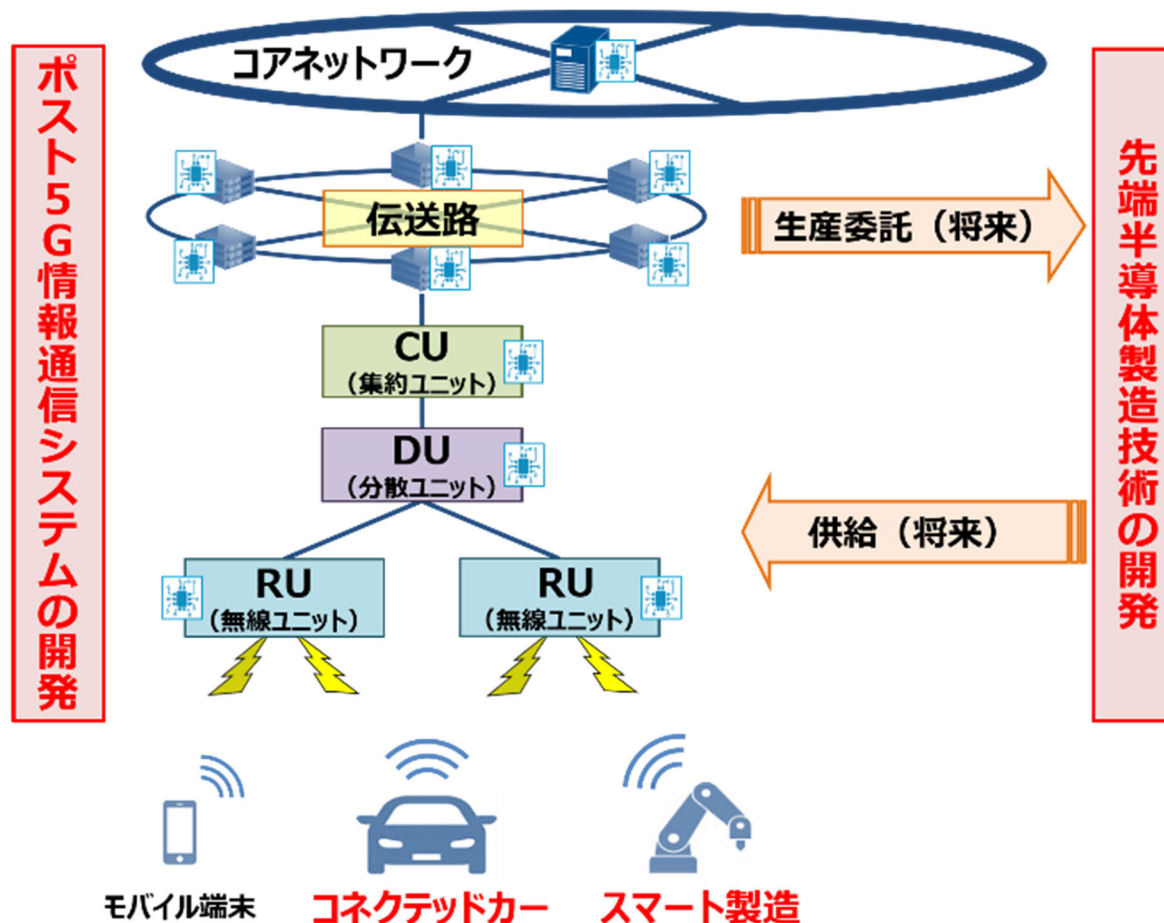 コアネットワーク
ポスト5G情報通信システムの開発
先端半導体製造技術の開発
伝送路
生産委託（将来）
CU
（集約ユニット）
DU
（分散ユニット）
供給（将来）
RU
（無線ユニット）
RU
（無線ユニット）
モバイル端末
コネクテッドカー
スマート製造